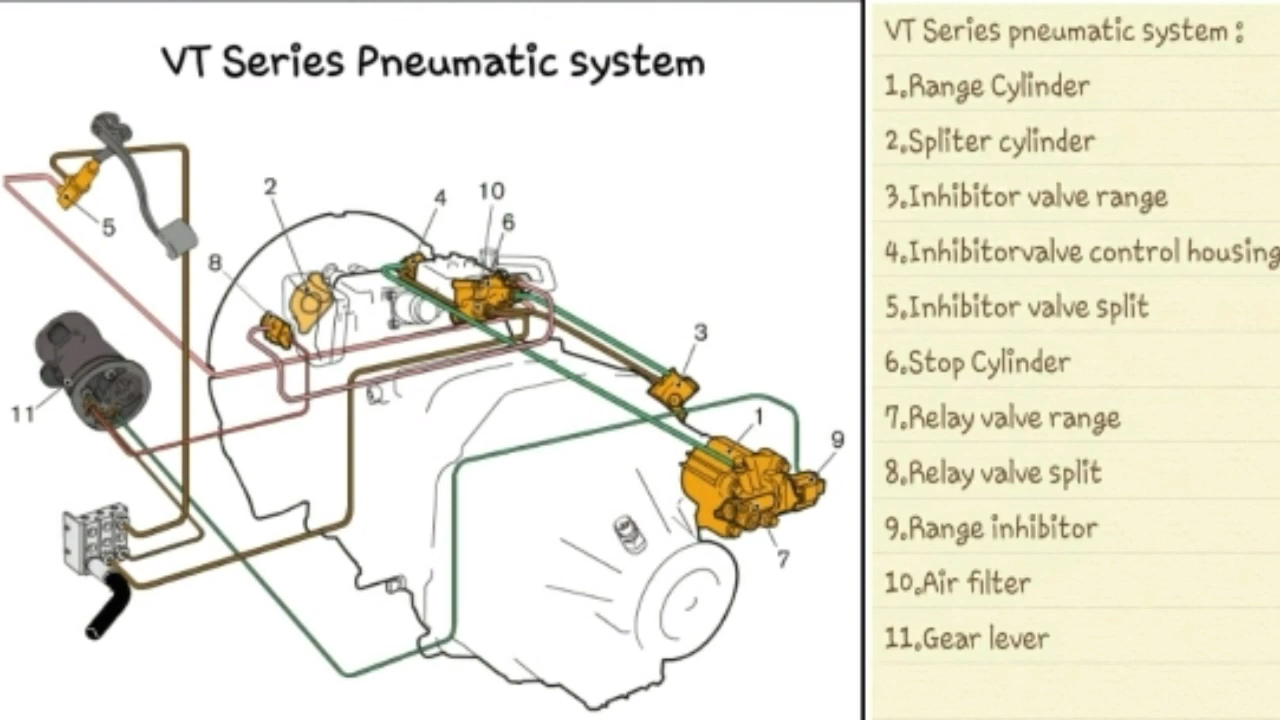 VT Series Pneumatic system
2
4
10
6
5
8
3
11
1
9
7
VT Series pneumatic system :
1.Range Cylinder
2.Spliter cylinder
3.Inhibitor valve range
4.Inhibitorvalve control housing
5.Inhibitor valve split
6.Stop Cylinder
7.Relay valve range
8.Relay valve split
9.Range inhibitor
10.Air filter
11.Gear lever